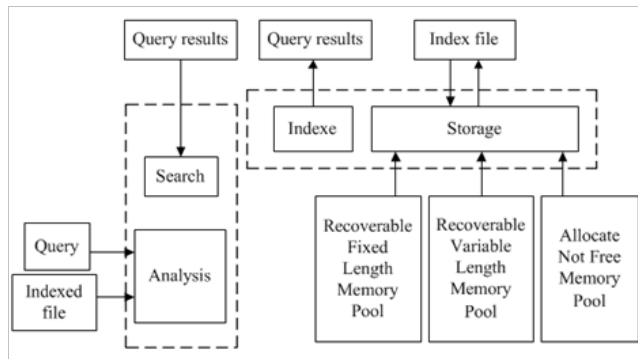 Query results
Query results
Index file
Indexe
Storage
Search
Query
Indexed
file
Analysis
Recoverable
Fixed
Length
Memory
Pool
Recoverable
Variable
Length
Memory
Pool
Allocate
Not Free
Memory
Pool